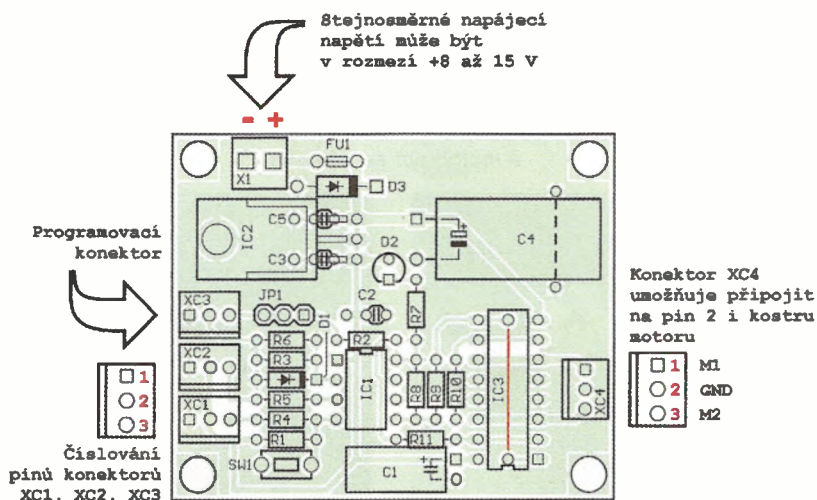 Stejnosměrné napájecí
napětí může být
v rozmezí +8 až 15 V
- +
FU1
X1
D3
Programovací
konektor
IC2
C5
C3
D2
C4
Konektor XC4
umožňuje připojit
na pin 2 i kostru
motoru
XC3
JP1
C2
R7
D1
R6
R2
XC2
R3
1
2
3
IC1
R8
R9
R10
IC3
XC4
1 M1
2 GND
3 M2
XC1
R5
R4
R1
R11
SW1
C1
Číslování
pinů konektorů
XC1, XC2, XC3